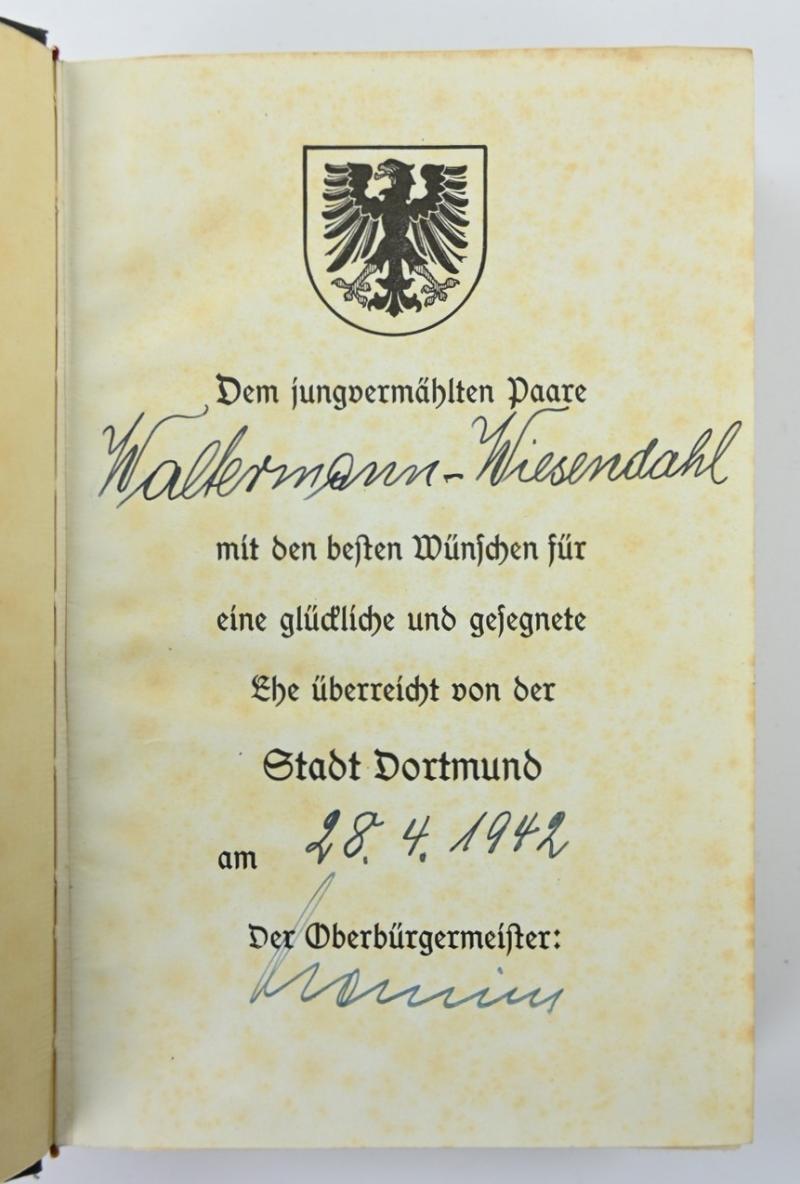 Dem jungvermählten Paare
Waltermann-Wiesendahl
mit den besten Wünschen für
eine glückliche und gesegnete
Ehe überreicht von der
Stadt Dortmund
am 28. 4. 1942
Der Oberbürgermeister: